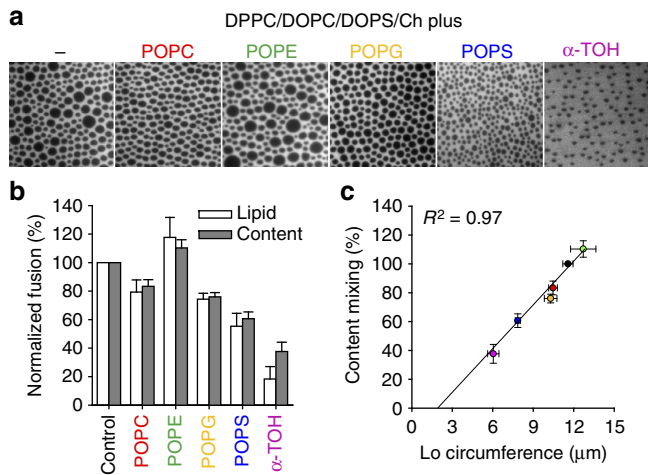 a
DPPC/DOPC/DOPS/Ch plus
– POPC POPE POPG POPS α-TOH
b
Normalized fusion (%)
140
120
100
80
60
40
20
0
Lipid
Content
Control POPC POPE POPG POPS α-TOH
c
R² = 0.97
Content mixing (%)
140
120
100
80
60
40
20
0
0 3 6 9 12 15
Lo circumference (μm)